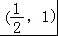 (1/2, 1)